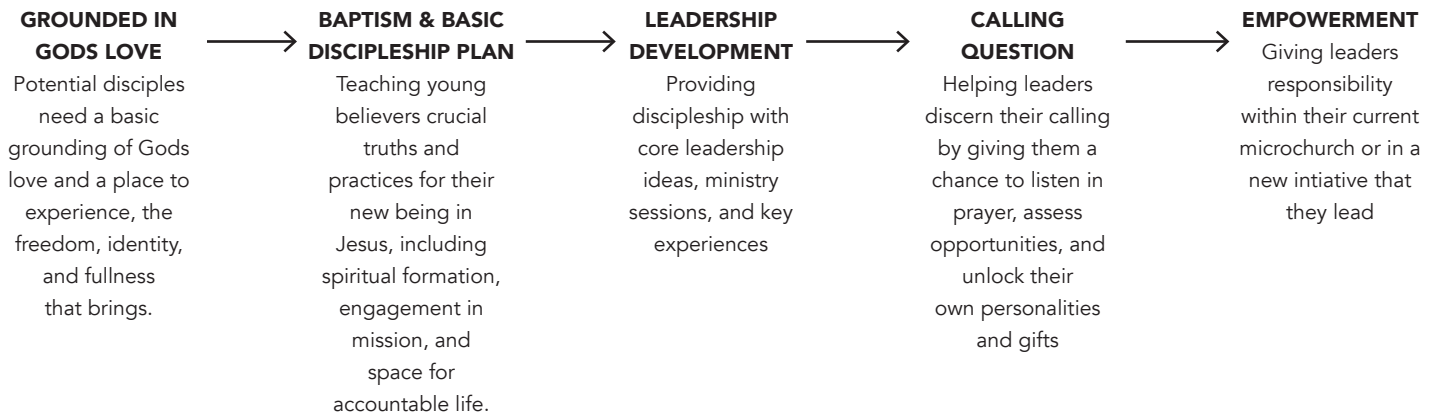 GROUNDED IN
GODS LOVE
Potential disciples
need a basic
grounding of Gods
love and a place to
experience, the
freedom, identity,
and fullness
that brings.
BAPTISM & BASIC
DISCIPLESHIP PLAN
Teaching young
believers crucial
truths and
practices for their
new being in
Jesus, including
spiritual formation,
engagement in
mission, and
space for
accountable life.
LEADERSHIP
DEVELOPMENT
Providing
discipleship with
core leadership
ideas, ministry
sessions, and key
experiences
CALLING
QUESTION
Helping leaders
discern their calling
by giving them a
chance to listen in
prayer, assess
opportunities, and
unlock their
own personalities
and gifts
EMPOWERMENT
Giving leaders
responsibility
within their current
microchurch or in a
new intiative that
they lead